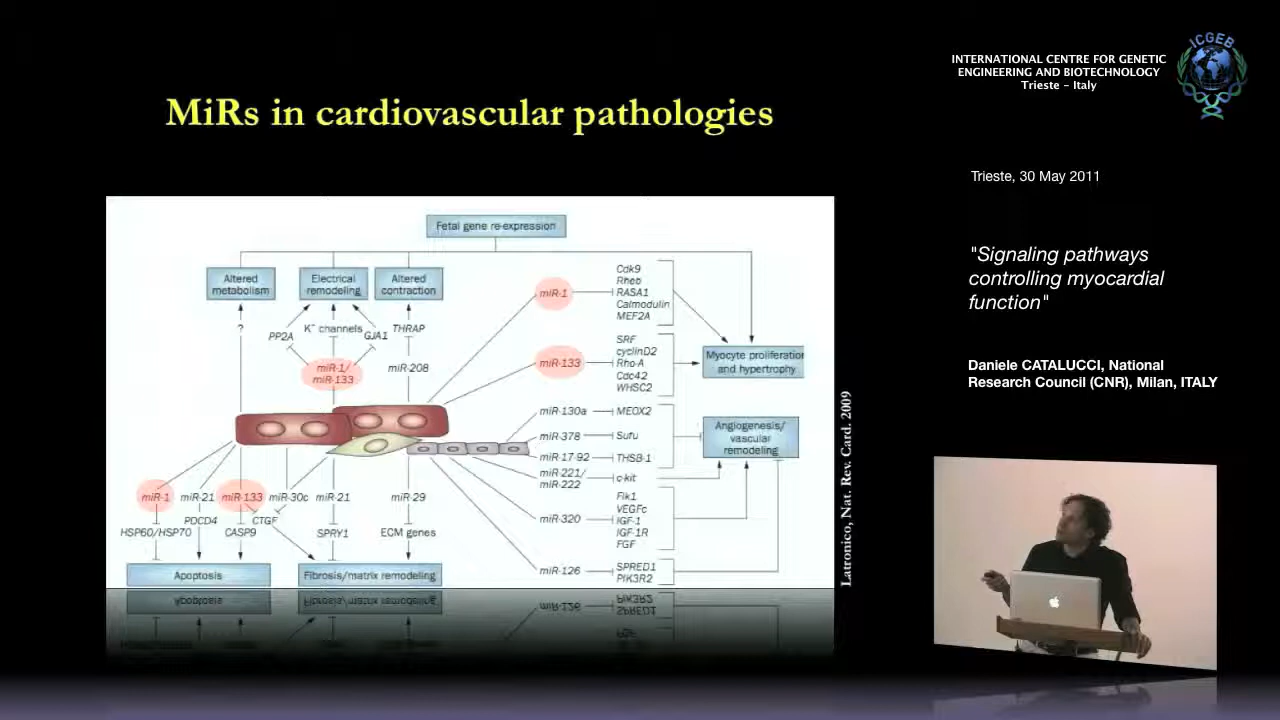 MiRs in cardiovascular pathologies
Fetal gene re-expression
Altered
metabolism
Electrical
remodeling
Altered
contraction
?
PP2A
K⁺ channels
GJA1
THRAP
miR-1/
miR-133
miR-208
miR-1
Cdk9
Rheb
RASA1
Calmodulin
MEF2A
miR-133
SRF
cyclinD2
Rho-A
Cdc42
WHSC2
Myocyte proliferation
and hypertrophy
miR-130a
MEOX2
miR-378
Sufu
miR-17-92
THSB-1
miR-221/
miR-222
c-kit
Angiogenesis/
vascular
remodeling
miR-320
Flk1
VEGFc
IGF-1
IGF-1R
FGF
miR-126
SPRED1
PIK3R2
miR-1
miR-21
miR-133
miR-30c
miR-21
miR-29
HSP60/HSP70
PDCD4
CASP9
CTGF
SPRY1
ECM genes
Apoptosis
Fibrosis/matrix remodeling
Latronico, Nat. Rev. Card. 2009
INTERNATIONAL CENTRE FOR GENETIC
ENGINEERING AND BIOTECHNOLOGY
Trieste - Italy
ICGEB
Trieste, 30 May 2011
"Signaling pathways
controlling myocardial
function"
Daniele CATALUCCI, National
Research Council (CNR), Milan, ITALY